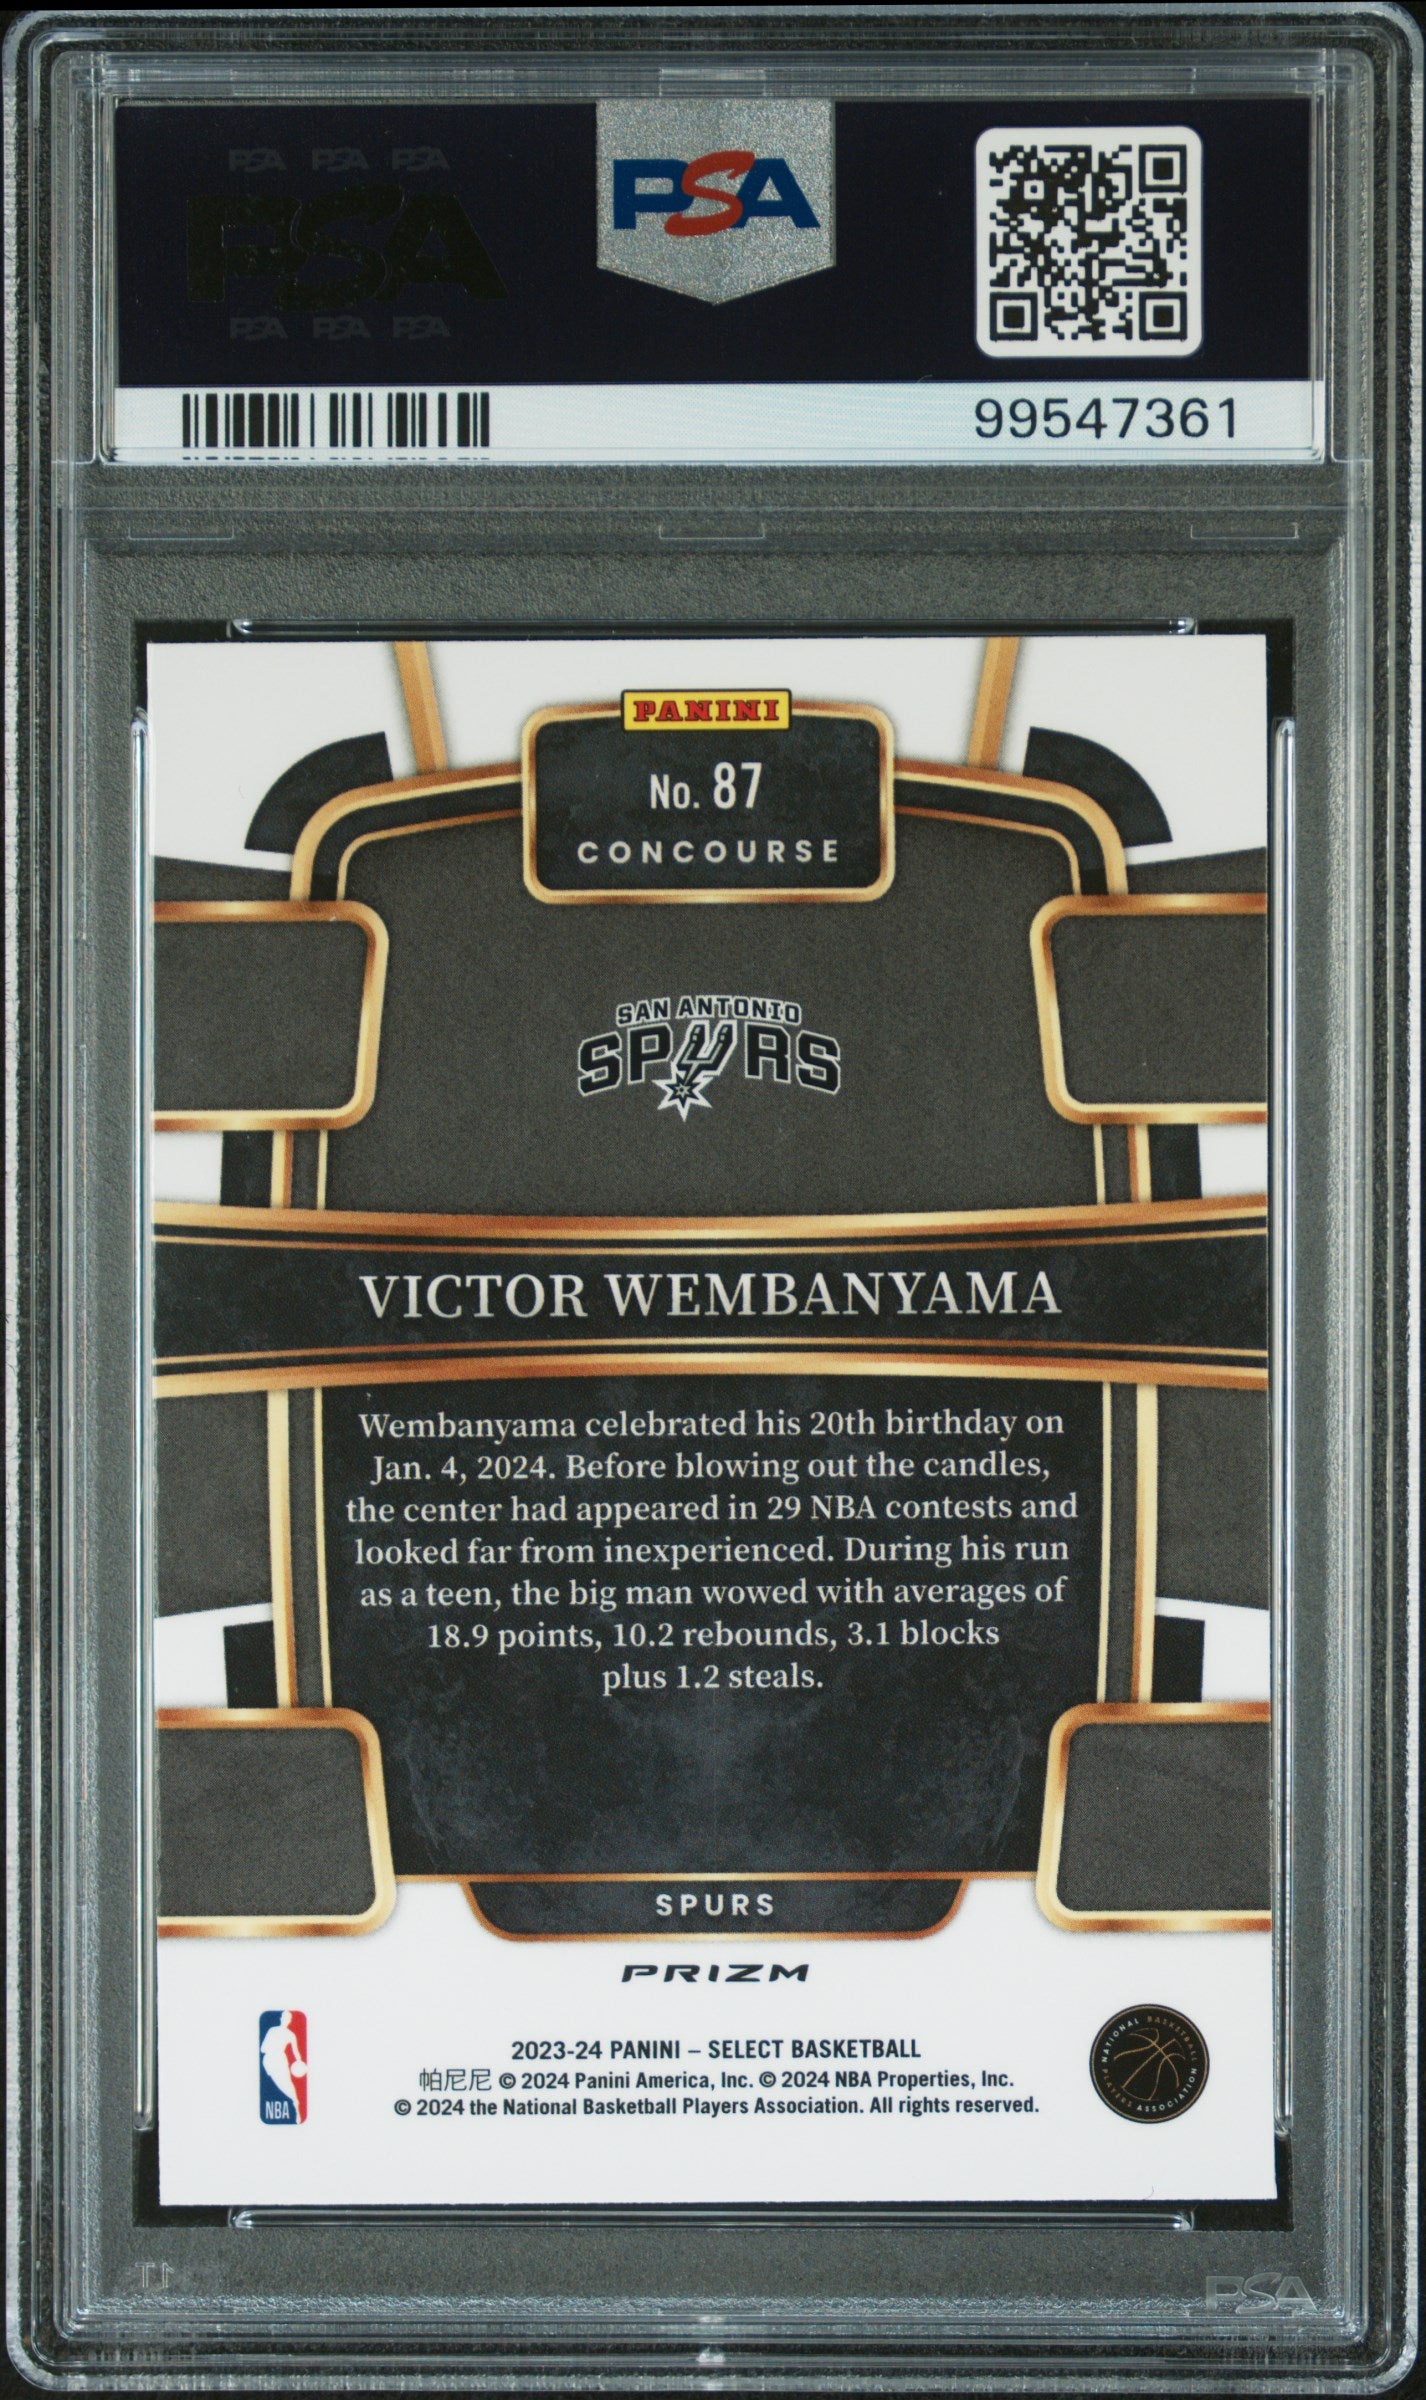 PSA PSA PSA
PSA
PSA PSA PSA
PSA
99547361
PANINI
No. 87
CONCOURSE
SAN ANTONIO
SPURS
VICTOR WEMBANYAMA
Wembanyama celebrated his 20th birthday on
Jan. 4, 2024. Before blowing out the candles,
the center had appeared in 29 NBA contests and
looked far from inexperienced. During his run
as a teen, the big man wowed with averages of
18.9 points, 10.2 rebounds, 3.1 blocks
plus 1.2 steals.
SPURS
PRIZM
NBA
2023-24 PANINI – SELECT BASKETBALL
帕尼尼 © 2024 Panini America, Inc. © 2024 NBA Properties, Inc.
© 2024 the National Basketball Players Association. All rights reserved.
NATIONAL BASKETBALL PLAYERS ASSOCIATION
PSA